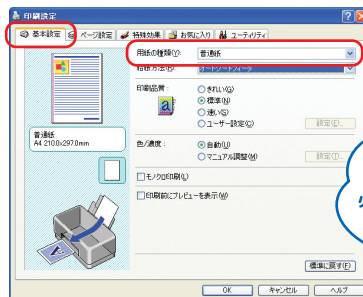 印刷設定
基本設定 ページ設定 特殊効果 お気に入り ユーティリティ
用紙の種類(Y): 普通紙
給紙方法(S): オートシートフィーダ
印刷品質: きれい(G)
標準(N)
速い(S)
ユーザー設定(C) 設定(E)...
普通紙
A4 210.0x297.0mm
色/濃度: 自動(U)
マニュアル調整(M) 設定(T)...
モノクロ印刷(L)
印刷前にプレビューを表示(W)
標準に戻す(F)
OK キャンセル ヘルプ